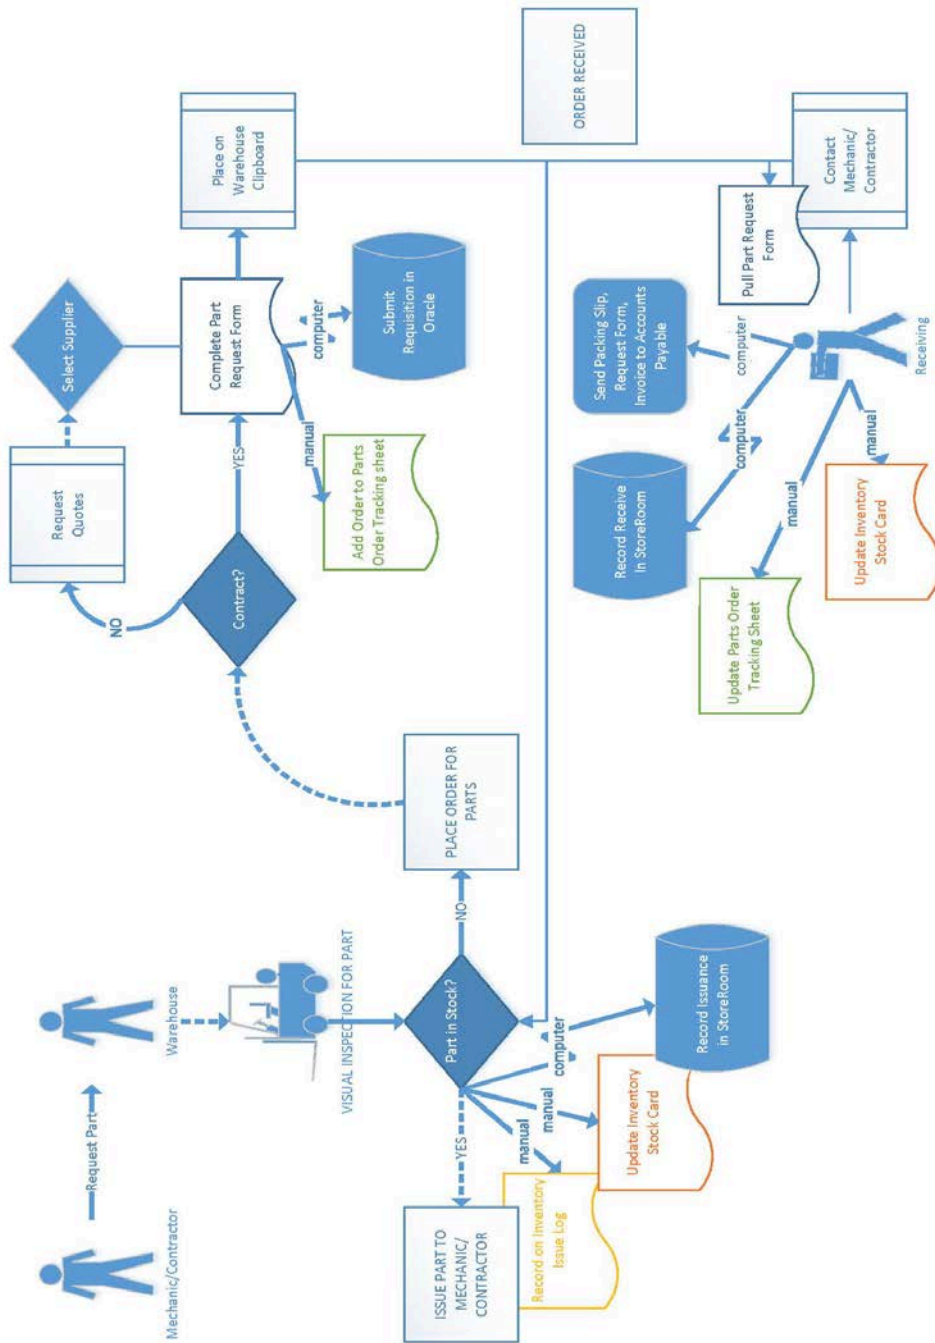 Mechanic/Contractor
Request Part
Warehouse
VISUAL INSPECTION FOR PART
Part in Stock?
YES
ISSUE PART TO
MECHANIC/
CONTRACTOR
manual
Record on Inventory
Issue Log
manual
Update Inventory
Stock Card
computer
Record Issuance
in StoreRoom
NO
PLACE ORDER FOR
PARTS
Contract?
NO
Request
Quotes
Select Supplier
YES
Complete Part
Request Form
manual
Add Order to Parts
Order Tracking sheet
computer
Submit
Requisition in
Oracle
Place on
Warehouse
Clipboard
ORDER RECEIVED
Pull Part Request
Form
Contact
Mechanic/
Contractor
Receiving
computer
Send Packing Slip,
Request Form,
Invoice to Accounts
Payable
computer
Record Receive
In StoreRoom
manual
Update Parts Order
Tracking Sheet
manual
Update Inventory
Stock Card